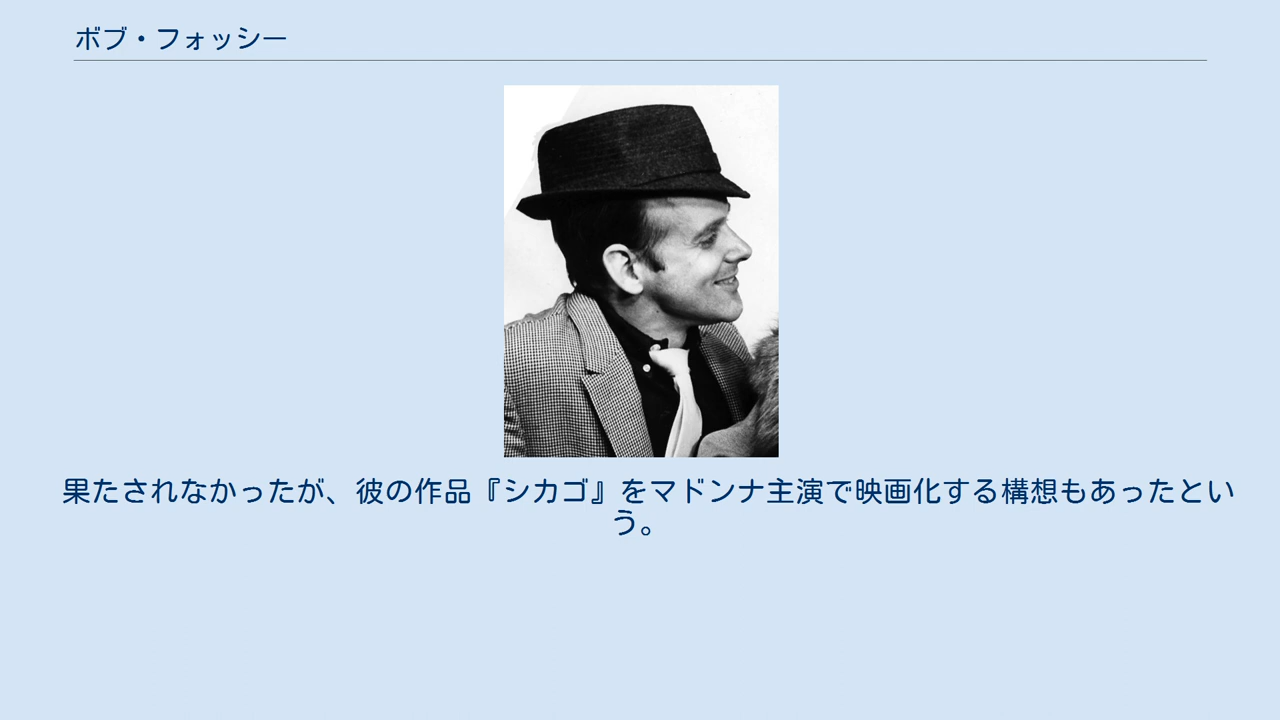 ボブ・フォッシー
果たされなかったが、彼の作品『シカゴ』をマドンナ主演で映画化する構想もあったとい
う。